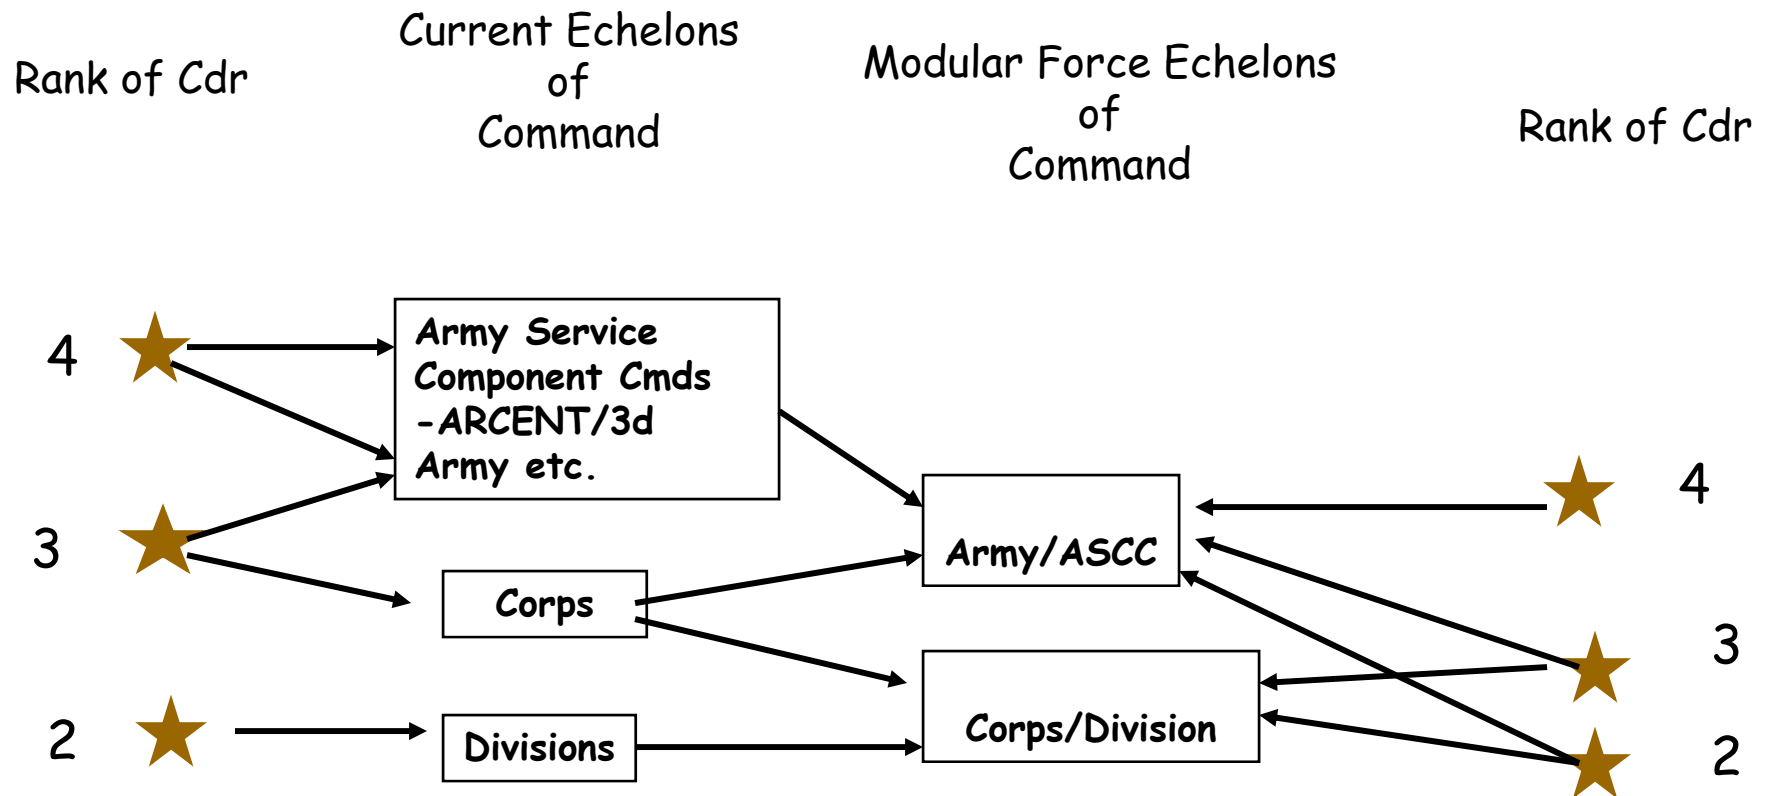 Rank of Cdr
Current Echelons
of
Command
Modular Force Echelons
of
Command
Rank of Cdr
4
Army Service
Component Cmds
-ARCENT/3d
Army etc.
3
Corps
2
Divisions
Army/ASCC
Corps/Division
4
3
2